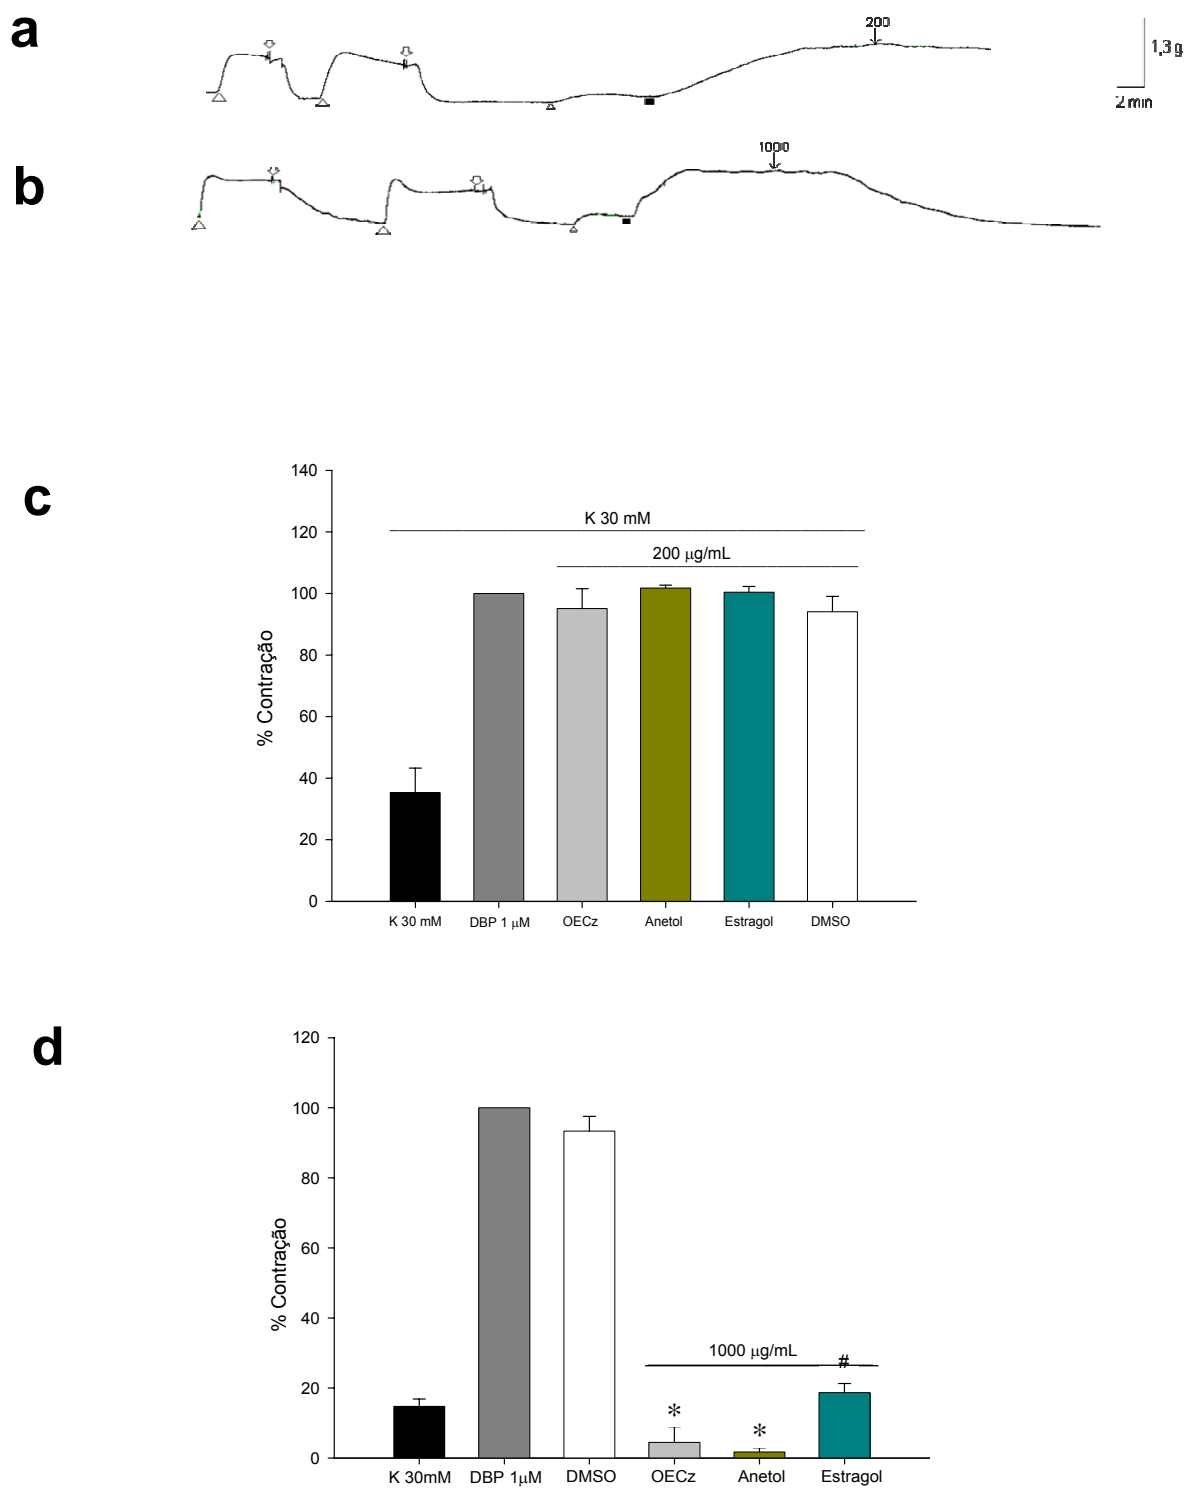 a
200
1,3 g
2 min
b
1000
c
140
120
100
80
60
40
20
0
% Contração
K 30 mM
200 µg/mL
K 30 mM
DBP 1 µM
OECz
Anetol
Estragol
DMSO
d
120
100
80
60
40
20
0
% Contração
1000 µg/mL
#
*
*
K 30mM
DBP 1µM
DMSO
OECz
Anetol
Estragol